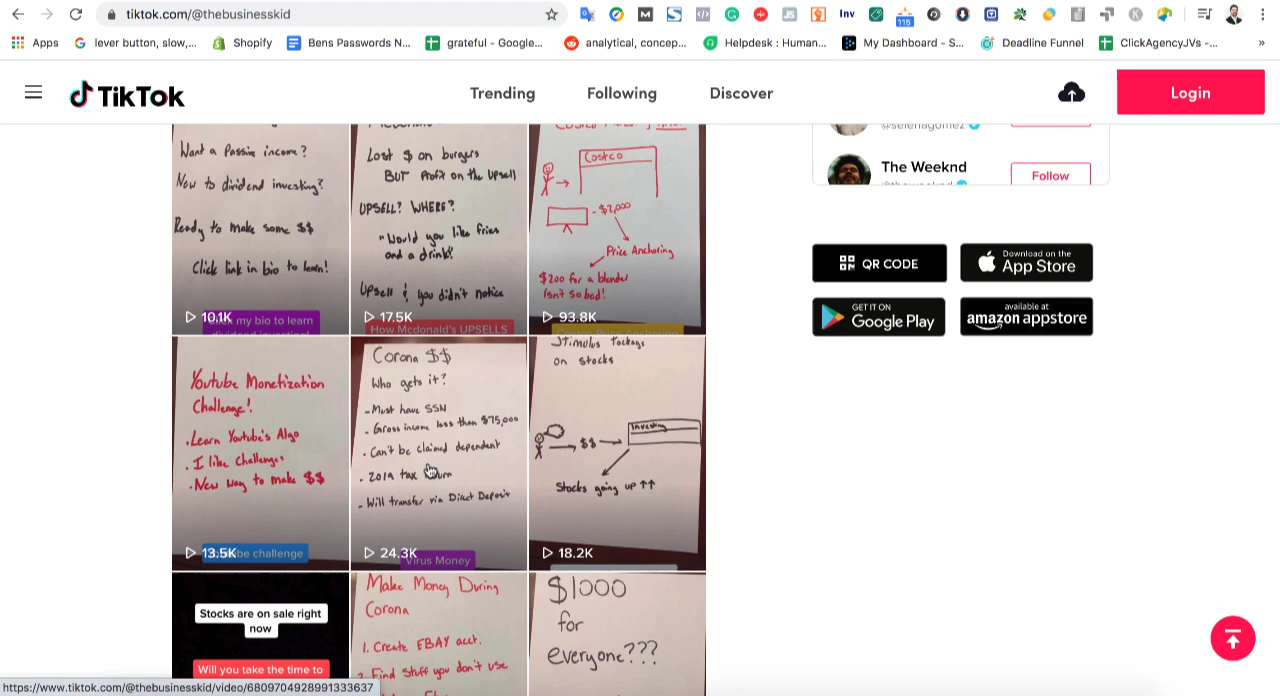 tiktok.com/@thebusinesskid
Inv
115
Apps
lever button, slow,...
Shopify
Bens Passwords N...
grateful - Google...
analytical, concep...
Helpdesk : Human...
My Dashboard - S...
Deadline Funnel
ClickAgencyJVs -...
»
TikTok
Trending
Following
Discover
Login
Want a Passive income?
New to dividend investing?
Ready to make some $$
Click link in bio to learn!
10.1K
my bio to learn
Lost $ on burgers
BUT Profit on the Upsell
UPSELL? WHERE?
"Would you like fries
and a drink?"
Upsell & you didn't notice
17.5K
How Mcdonald's UPSELLS
Costco
- $2,000
Price Anchoring
$200 for a blender
isn't so bad!
93.8K
@selenagomez
The Weeknd
Follow
QR CODE
Download on the
App Store
GET IT ON
Google Play
available at
amazon appstore
Youtube Monetization
Challenge!
. Learn Youtube's Algo
. I like Challenges
. New way to make $$
13.5K
be challenge
Corona $$
Who gets it?
- Must have SSN
- Gross income less than $75,000
- Can't be claimed dependent
- 2019 tax
- Will transfer via Direct Deposit
24.3K
Virus Money
Stimulus Package
on stocks
$$
Investing
Stocks going up ↑↑
18.2K
Stocks are on sale right
now
Will you take the time to
Make Money During
Corona
1. Create EBAY acct.
2. Find Stuff you don't use
$1000
for
everyone???
https://www.tiktok.com/@thebusinesskid/video/6809704928991333637